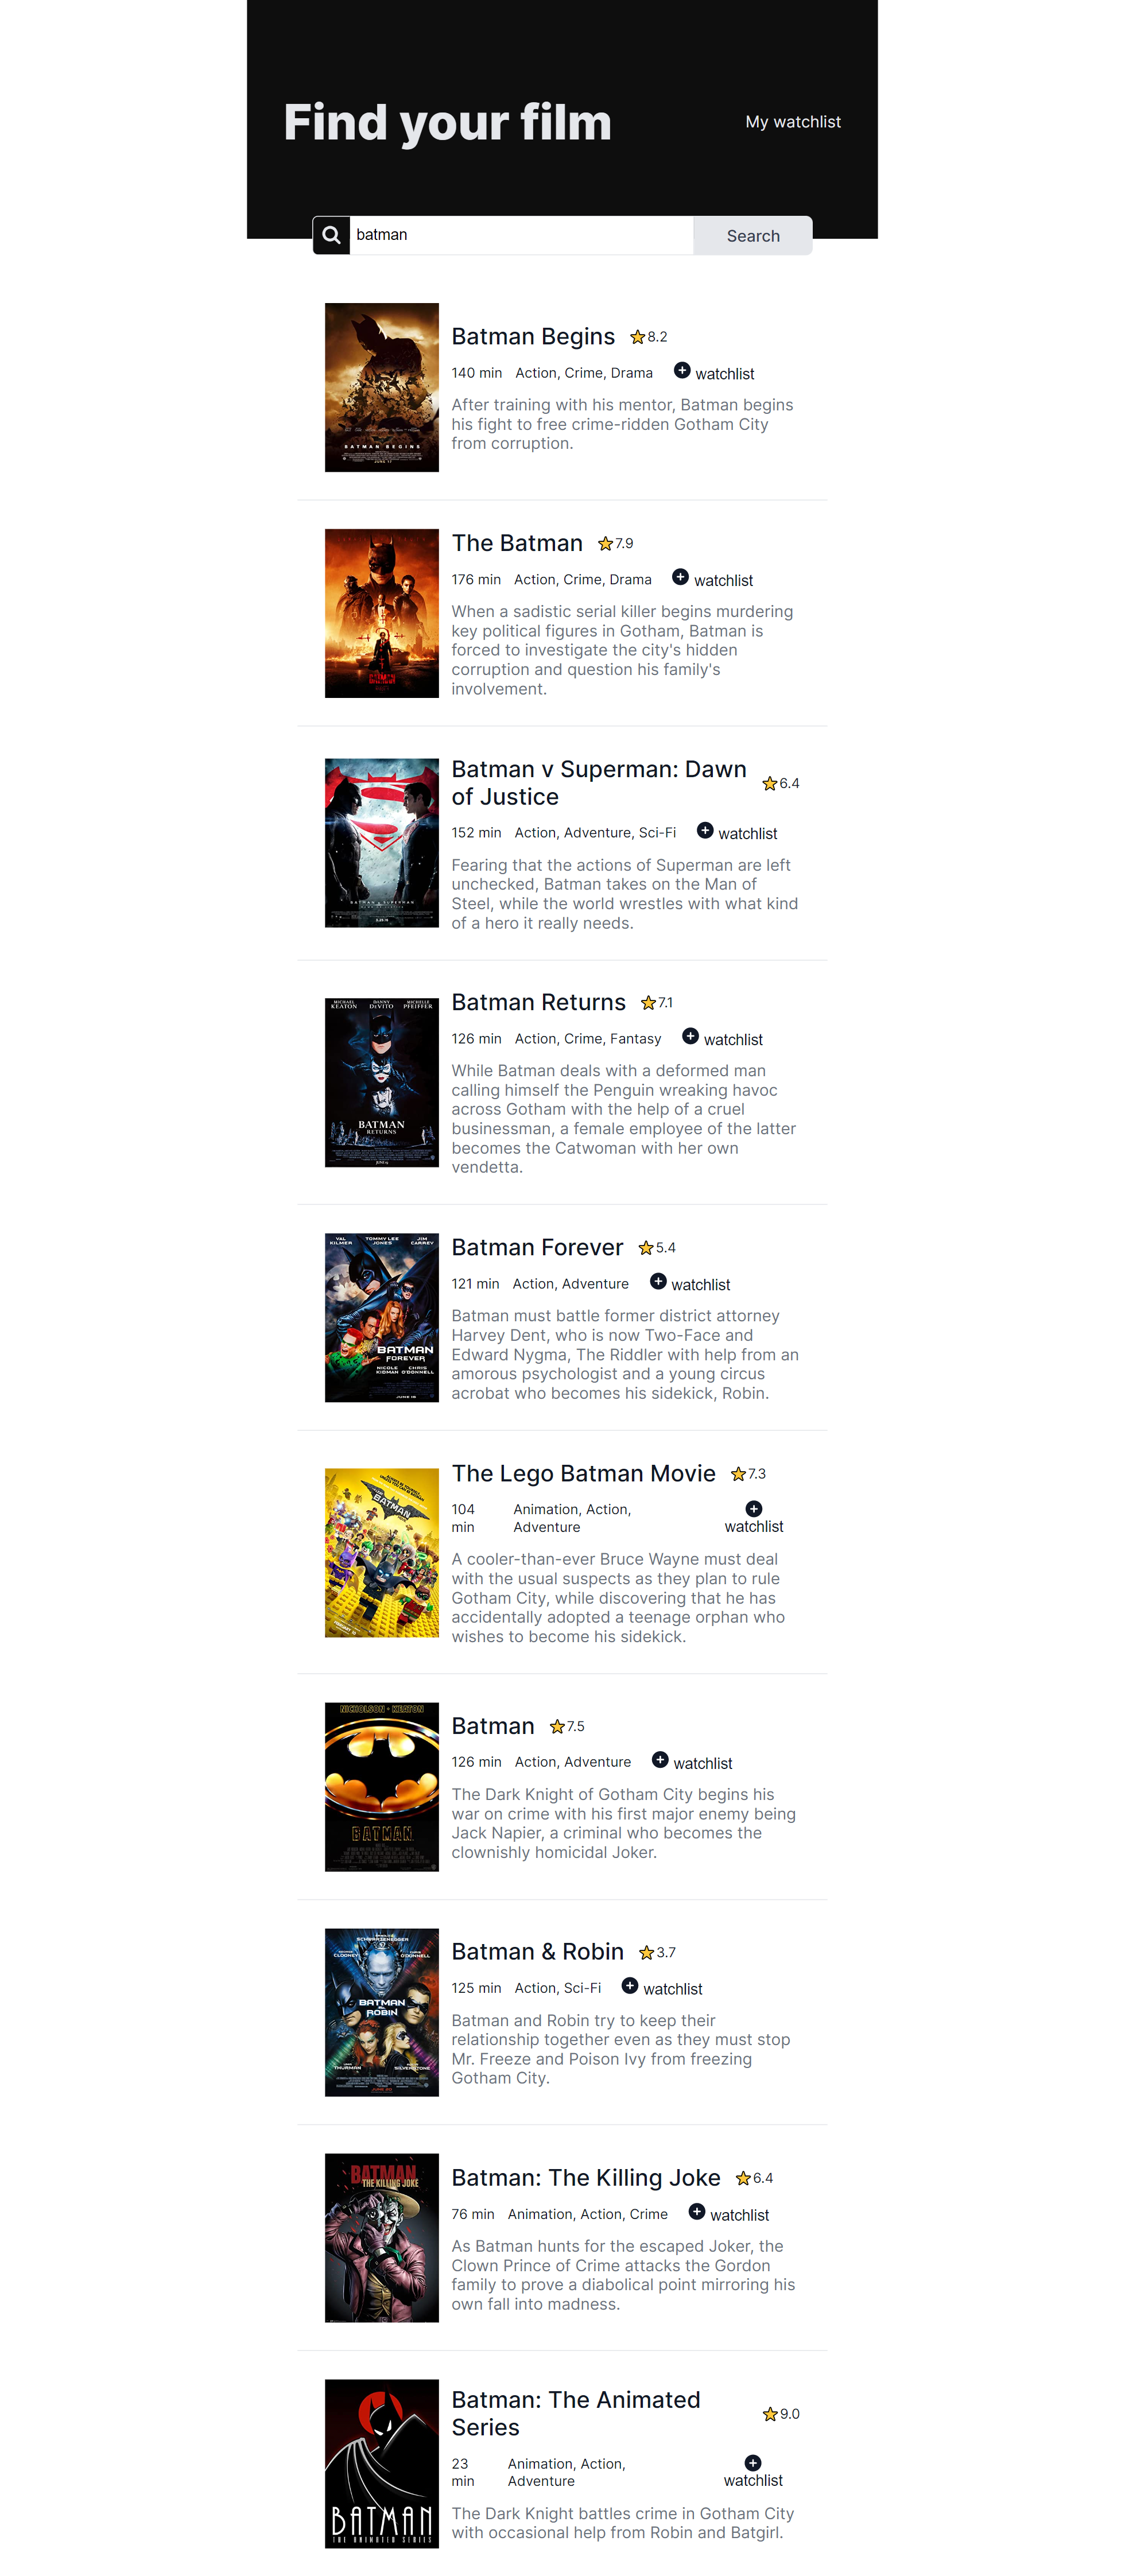 Find your film
My watchlist
batman
Search
BATMAN BEGINS
JUNE 17
Batman Begins 8.2
140 min Action, Crime, Drama watchlist
After training with his mentor, Batman begins
his fight to free crime-ridden Gotham City
from corruption.
The Batman 7.9
176 min Action, Crime, Drama watchlist
When a sadistic serial killer begins murdering
key political figures in Gotham, Batman is
forced to investigate the city's hidden
corruption and question his family's
involvement.
Batman v Superman: Dawn
of Justice
6.4
152 min Action, Adventure, Sci-Fi watchlist
Fearing that the actions of Superman are left
unchecked, Batman takes on the Man of
Steel, while the world wrestles with what kind
of a hero it really needs.
MICHAEL KEATON DANNY DEVITO MICHELLE PFEIFFER
BATMAN
RETURNS
Batman Returns 7.1
126 min Action, Crime, Fantasy watchlist
While Batman deals with a deformed man
calling himself the Penguin wreaking havoc
across Gotham with the help of a cruel
businessman, a female employee of the latter
becomes the Catwoman with her own
vendetta.
VAL KILMER TOMMY LEE JONES JIM CARREY
BATMAN
FOREVER
NICOLE KIDMAN CHRIS O'DONNELL
JUNE 16
Batman Forever 5.4
121 min Action, Adventure watchlist
Batman must battle former district attorney
Harvey Dent, who is now Two-Face and
Edward Nygma, The Riddler with help from an
amorous psychologist and a young circus
acrobat who becomes his sidekick, Robin.
BATMAN
The Lego Batman Movie 7.3
104
min
Animation, Action,
Adventure
watchlist
A cooler-than-ever Bruce Wayne must deal
with the usual suspects as they plan to rule
Gotham City, while discovering that he has
accidentally adopted a teenage orphan who
wishes to become his sidekick.
NICHOLSON · KEATON
BATMAN
Batman 7.5
126 min Action, Adventure watchlist
The Dark Knight of Gotham City begins his
war on crime with his first major enemy being
Jack Napier, a criminal who becomes the
clownishly homicidal Joker.
SCHWARZENEGGER
CLOONEY O'DONNELL
BATMAN
ROBIN
THURMAN SILVERSTONE
Batman & Robin 3.7
125 min Action, Sci-Fi watchlist
Batman and Robin try to keep their
relationship together even as they must stop
Mr. Freeze and Poison Ivy from freezing
Gotham City.
BATMAN
THE KILLING JOKE
Batman: The Killing Joke 6.4
76 min Animation, Action, Crime watchlist
As Batman hunts for the escaped Joker, the
Clown Prince of Crime attacks the Gordon
family to prove a diabolical point mirroring his
own fall into madness.
BATMAN
THE ANIMATED SERIES
Batman: The Animated
Series
9.0
23
min
Animation, Action,
Adventure
watchlist
The Dark Knight battles crime in Gotham City
with occasional help from Robin and Batgirl.